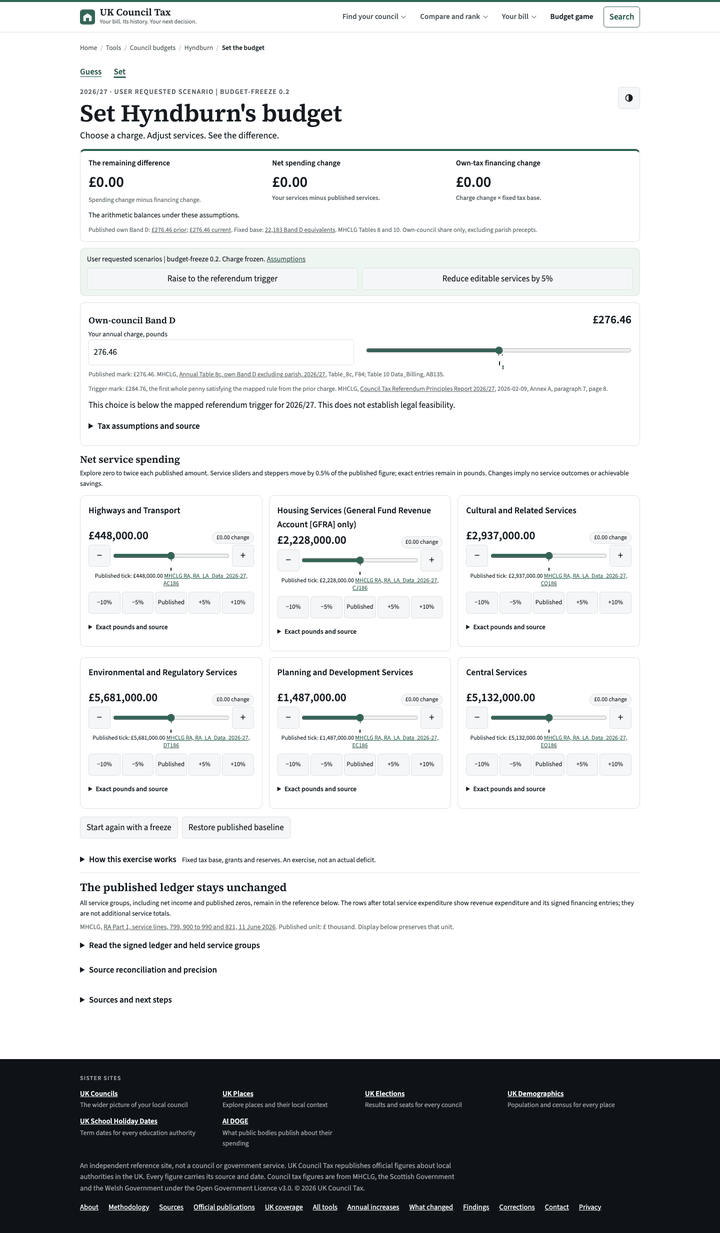 UK Council Tax
Your bill. Its history. Your next decision.
Find your council
Compare and rank
Your bill
Budget game
Search
Home / Tools / Council budgets / Hyndburn / Set the budget
Guess
Set
2026/27 · USER REQUESTED SCENARIO | BUDGET-FREEZE 0.2
Set Hyndburn's budget
Choose a charge. Adjust services. See the difference.
The remaining difference
£0.00
Spending change minus financing change.
Net spending change
£0.00
Your services minus published services.
Own-tax financing change
£0.00
Charge change × fixed tax base.
The arithmetic balances under these assumptions.
Published own Band D: £276.46 prior; £276.46 current. Fixed base: 22,183 Band D equivalents. MHCLG Tables 8 and 10. Own-council share only, excluding parish precepts.
User requested scenarios | budget-freeze 0.2. Charge frozen. Assumptions
Raise to the referendum trigger
Reduce editable services by 5%
Own-council Band D
£276.46
Your annual charge, pounds
276.46
Published mark: £276.46. MHCLG, Annual Table 8c, own Band D excluding parish, 2026/27, Table_8c, F84; Table 10 Data_Billing, AB135.
Trigger mark: £284.76, the first whole penny satisfying the mapped rule from the prior charge. MHCLG, Council Tax Referendum Principles Report 2026/27, 2026-02-09, Annex A, paragraph 7, page 8.
This choice is below the mapped referendum trigger for 2026/27. This does not establish legal feasibility.
Tax assumptions and source
Net service spending
Explore zero to twice each published amount. Service sliders and steppers move by 0.5% of the published figure; exact entries remain in pounds. Changes imply no service outcomes or achievable
savings.
Highways and Transport
£448,000.00
£0.00 change
−
+
Published tick: £448,000.00 MHCLG RA, RA_LA_Data_2026-27,
AC186
−10%
−5%
Published
+5%
+10%
Exact pounds and source
Housing Services (General Fund Revenue
Account [GFRA] only)
£2,228,000.00
£0.00 change
−
+
Published tick: £2,228,000.00 MHCLG RA, RA_LA_Data_2026-27,
CJ186
−10%
−5%
Published
+5%
+10%
Exact pounds and source
Cultural and Related Services
£2,937,000.00
£0.00 change
−
+
Published tick: £2,937,000.00 MHCLG RA, RA_LA_Data_2026-27,
CQ186
−10%
−5%
Published
+5%
+10%
Exact pounds and source
Environmental and Regulatory Services
£5,681,000.00
£0.00 change
−
+
Published tick: £5,681,000.00 MHCLG RA, RA_LA_Data_2026-27,
DT186
−10%
−5%
Published
+5%
+10%
Exact pounds and source
Planning and Development Services
£1,487,000.00
£0.00 change
−
+
Published tick: £1,487,000.00 MHCLG RA, RA_LA_Data_2026-27,
EC186
−10%
−5%
Published
+5%
+10%
Exact pounds and source
Central Services
£5,132,000.00
£0.00 change
−
+
Published tick: £5,132,000.00 MHCLG RA, RA_LA_Data_2026-27,
EQ186
−10%
−5%
Published
+5%
+10%
Exact pounds and source
Start again with a freeze
Restore published baseline
How this exercise works Fixed tax base, grants and reserves. An exercise, not an actual deficit.
The published ledger stays unchanged
All service groups, including net income and published zeros, remain in the reference below. The rows after total service expenditure show revenue expenditure and its signed financing entries; they
are not additional service totals.
MHCLG, RA Part 1, service lines, 799, 900 to 990 and 821, 11 June 2026. Published unit: £ thousand. Display below preserves that unit.
Read the signed ledger and held service groups
Source reconciliation and precision
Sources and next steps
SISTER SITES
UK Councils
The wider picture of your local council
UK Places
Explore places and their local context
UK Elections
Results and seats for every council
UK Demographics
Population and census for every place
UK School Holiday Dates
Term dates for every education authority
AI DOGE
What public bodies publish about their
spending
An independent reference site, not a council or government service. UK Council Tax republishes official figures about local
authorities in the UK. Every figure carries its source and date. Council tax figures are from MHCLG, the Scottish Government
and the Welsh Government under the Open Government Licence v3.0. © 2026 UK Council Tax.
About
Methodology
Sources
Official publications
UK coverage
All tools
Annual increases
What changed
Findings
Corrections
Contact
Privacy